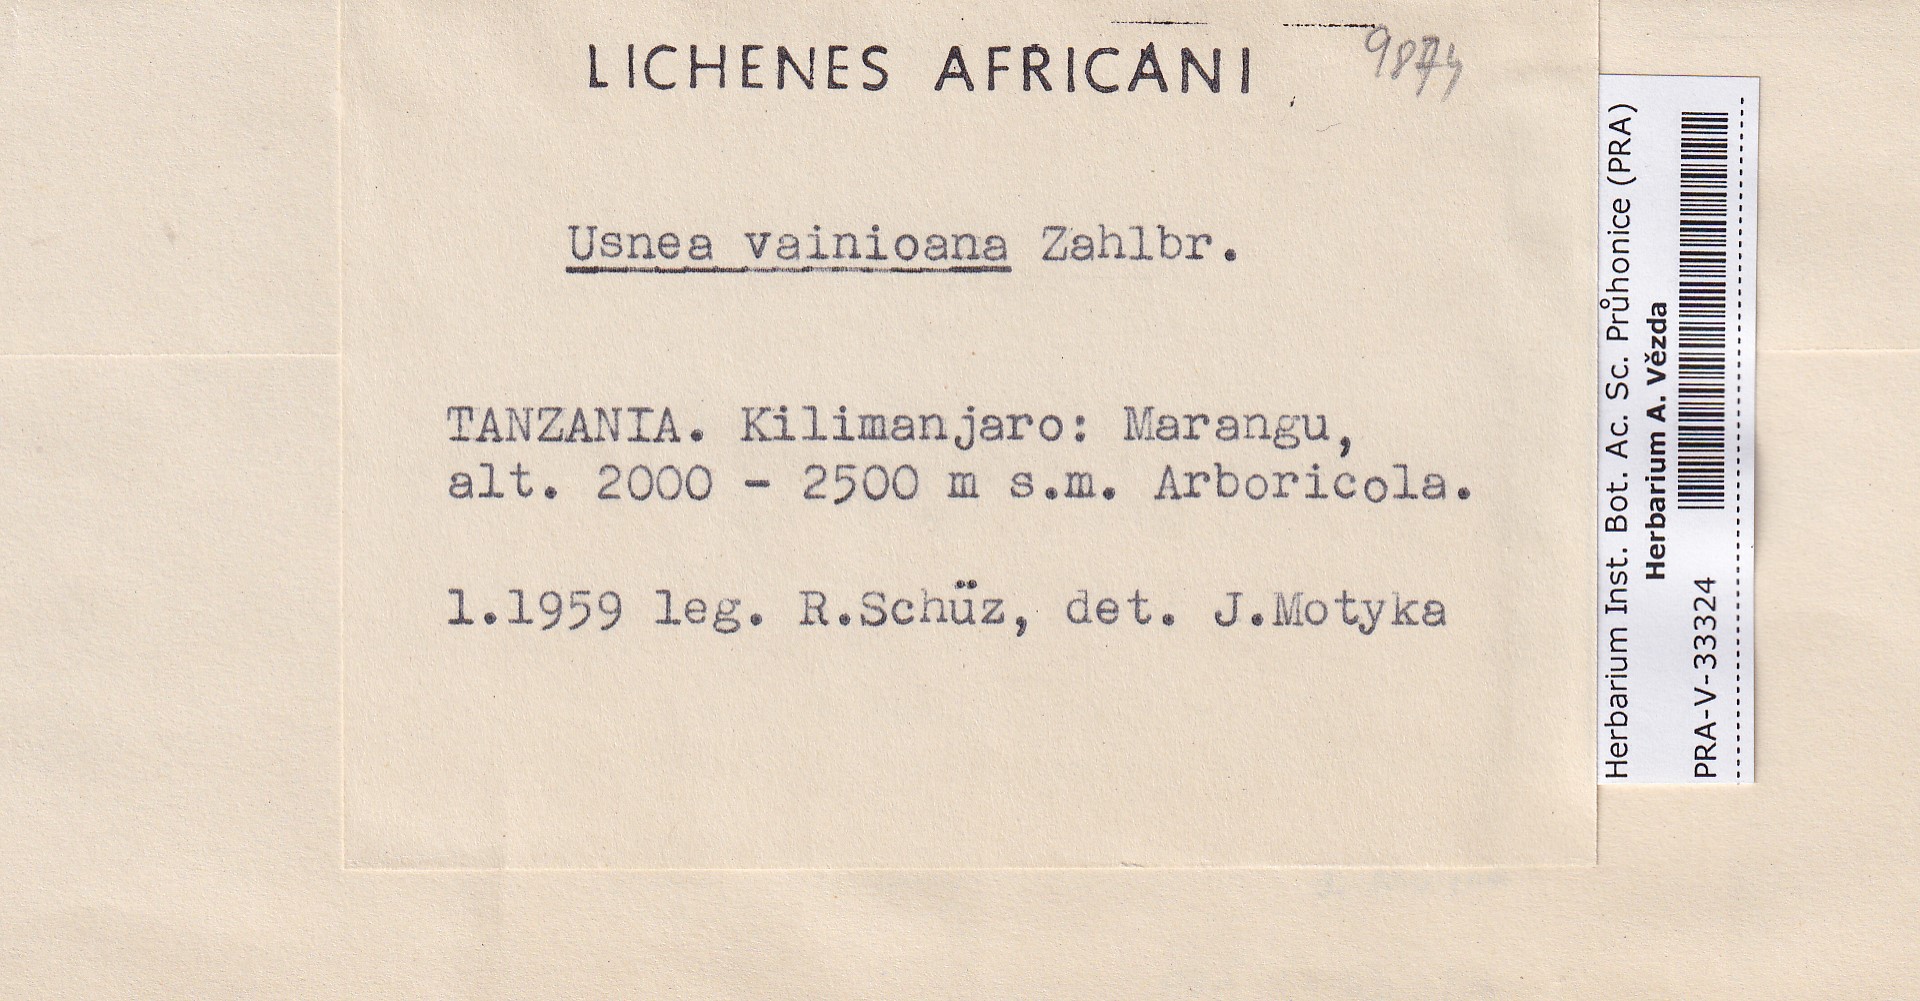 LICHENES AFRICANI
Usnea vainioana Zahlbr.
TANZANIA. Kilimanjaro: Marangu,
alt. 2000 - 2500 m s.m. Arboricola.
1.1959 leg. R.Schüz, det. J.Motyka
Herbarium Inst. Bot. Ac. Sc. Průhonice (PRA)
Herbarium A. Vězda
PRA-V-33324